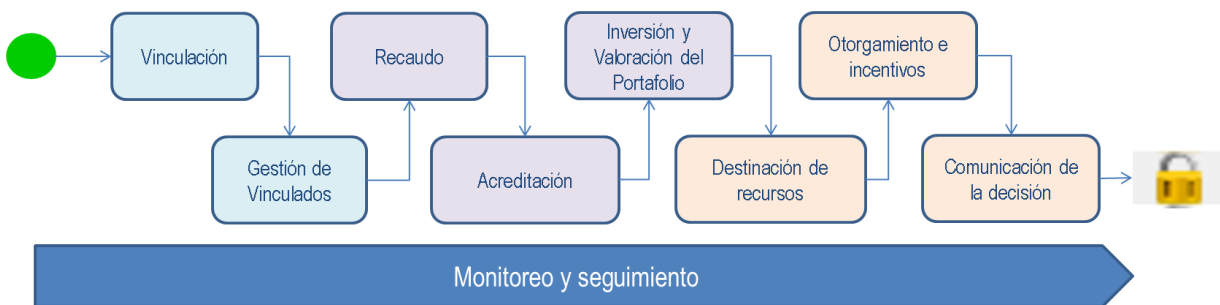 Vinculación
Gestión de
Vinculados
Recaudo
Acreditación
Inversión y
Valoración del
Portafolio
Destinación de
recursos
Otorgamiento e
incentivos
Comunicación de
la decisión
Monitoreo y seguimiento